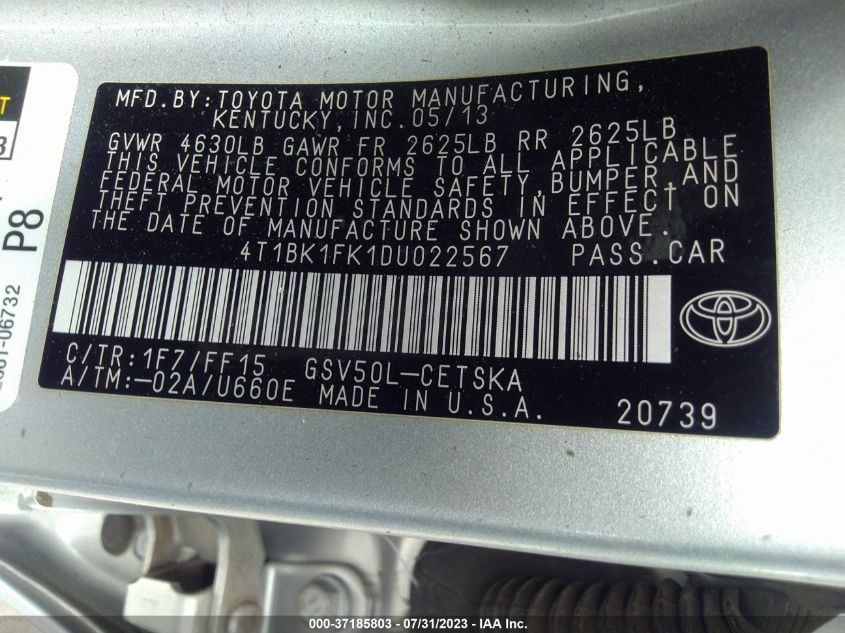 MFD.BY:TOYOTA MOTOR MANUFACTURING,
KENTUCKY,INC.05/13
GVWR 4630LB GAWR FR 2625LB RR 2625LB
THIS VEHICLE CONFORMS TO ALL APPLICABLE
FEDERAL MOTOR VEHICLE SAFETY,BUMPER,AND
THEFT PREVENTION STANDARDS IN EFFECT ON
THE DATE OF MANUFACTURE SHOWN ABOVE.
4T1BK1FK1DU022567 PASS.CAR
C/TR:1F7/FF15 GSV50L-CETSKA
A/TM:-02A/U660E MADE IN U.S.A. 20739
P8
-06732
000-37185803 / 07/31/2023 / IAA Inc.